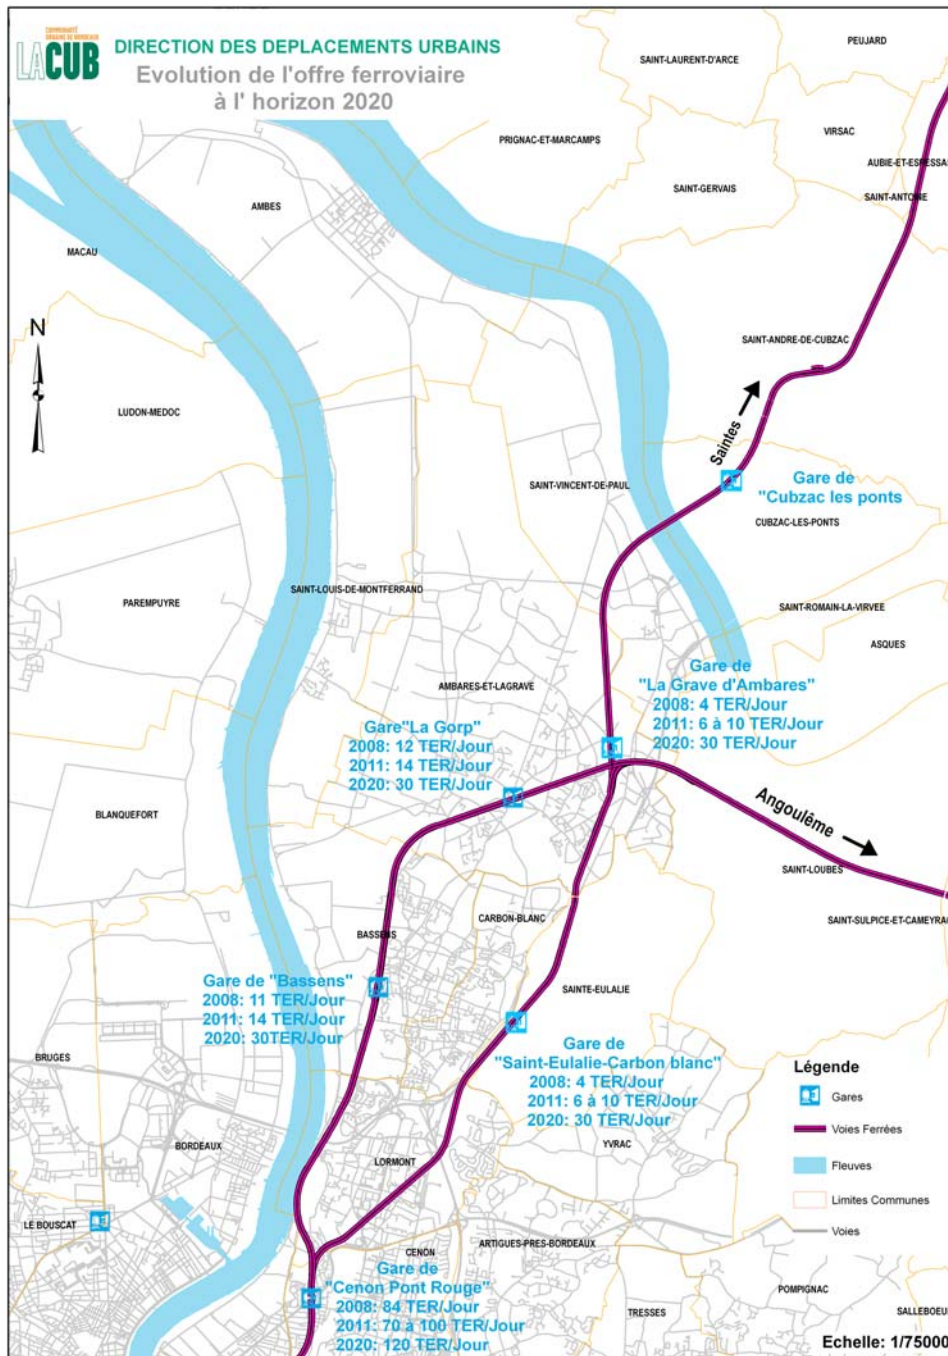 COMMUNAUTÉ
URBAINE DE BORDEAUX
LACUB
DIRECTION DES DEPLACEMENTS URBAINS
Evolution de l'offre ferroviaire
à l' horizon 2020
PEUJARD
SAINT-LAURENT-D'ARCE
VIRSAC
PRIGNAC-ET-MARCAMPS
AUBIE-ET-ESPESSA
SAINT-GERVAIS
SAINT-ANTOINE
AMBES
MACAU
N
SAINT-ANDRE-DE-CUBZAC
LUDON-MEDOC
Saintes
Gare de
"Cubzac les ponts
SAINT-VINCENT-DE-PAUL
CUBZAC-LES-PONTS
SAINT-LOUIS-DE-MONTFERRAND
PAREMPUYRE
SAINT-ROMAIN-LA-VIRVEE
ASQUES
Gare de
"La Grave d'Ambares"
2008: 4 TER/Jour
2011: 6 à 10 TER/Jour
2020: 30 TER/Jour
AMBARES-ET-LAGRAVE
Gare"La Gorp"
2008: 12 TER/Jour
2011: 14 TER/Jour
2020: 30 TER/Jour
Angoulême
BLANQUEFORT
SAINT-LOUBES
CARBON-BLANC
SAINT-SULPICE-ET-CAMEYRAC
BASSENS
Gare de "Bassens"
2008: 11 TER/Jour
2011: 14 TER/Jour
2020: 30TER/Jour
SAINTE-EULALIE
Gare de
"Saint-Eulalie-Carbon blanc"
2008: 4 TER/Jour
2011: 6 à 10 TER/Jour
2020: 30 TER/Jour
BRUGES
Légende
Gares
Voies Ferrées
Fleuves
Limites Communes
Voies
YVRAC
BORDEAUX
LORMONT
LE BOUSCAT
CENON
ARTIGUES-PRES-BORDEAUX
Gare de
"Cenon Pont Rouge"
2008: 84 TER/Jour
2011: 70 à 100 TER/Jour
2020: 120 TER/Jour
POMPIGNAC
TRESSES
SALLEBOEU
Echelle: 1/75000